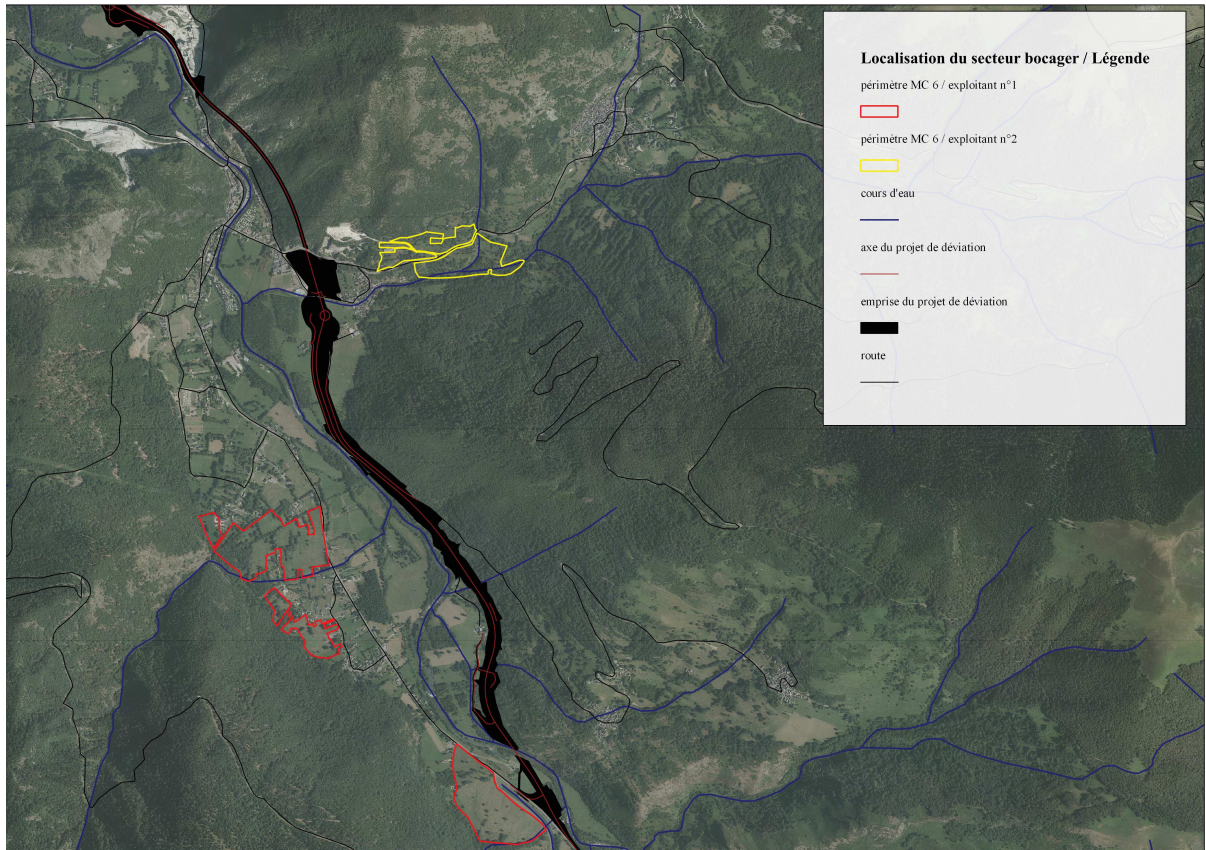 Localisation du secteur bocager / Légende
périmètre MC 6 / exploitant n°1
périmètre MC 6 / exploitant n°2
cours d'eau
axe du projet de déviation
emprise du projet de déviation
route